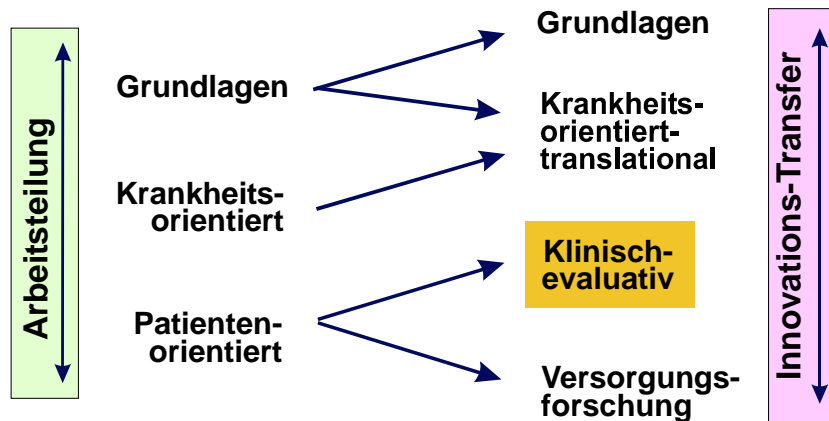 Arbeitsteilung
Grundlagen
Krankheits-
orientiert
Patienten-
orientiert
Grundlagen
Krankheits-
orientiert-
translational
Klinisch-
evaluativ
Versorgungs-
forschung
Innovations-Transfer